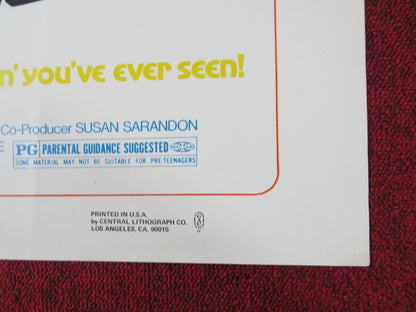 n' you've ever seen!
Co-Producer SUSAN SARANDON
E
PG PARENTAL GUIDANCE SUGGESTED
SOME MATERIAL MAY NOT BE SUITABLE FOR PRE-TEENAGERS
PRINTED IN U.S.A.
by CENTRAL LITHOGRAPH CO.
LOS ANGELES, CA. 90015